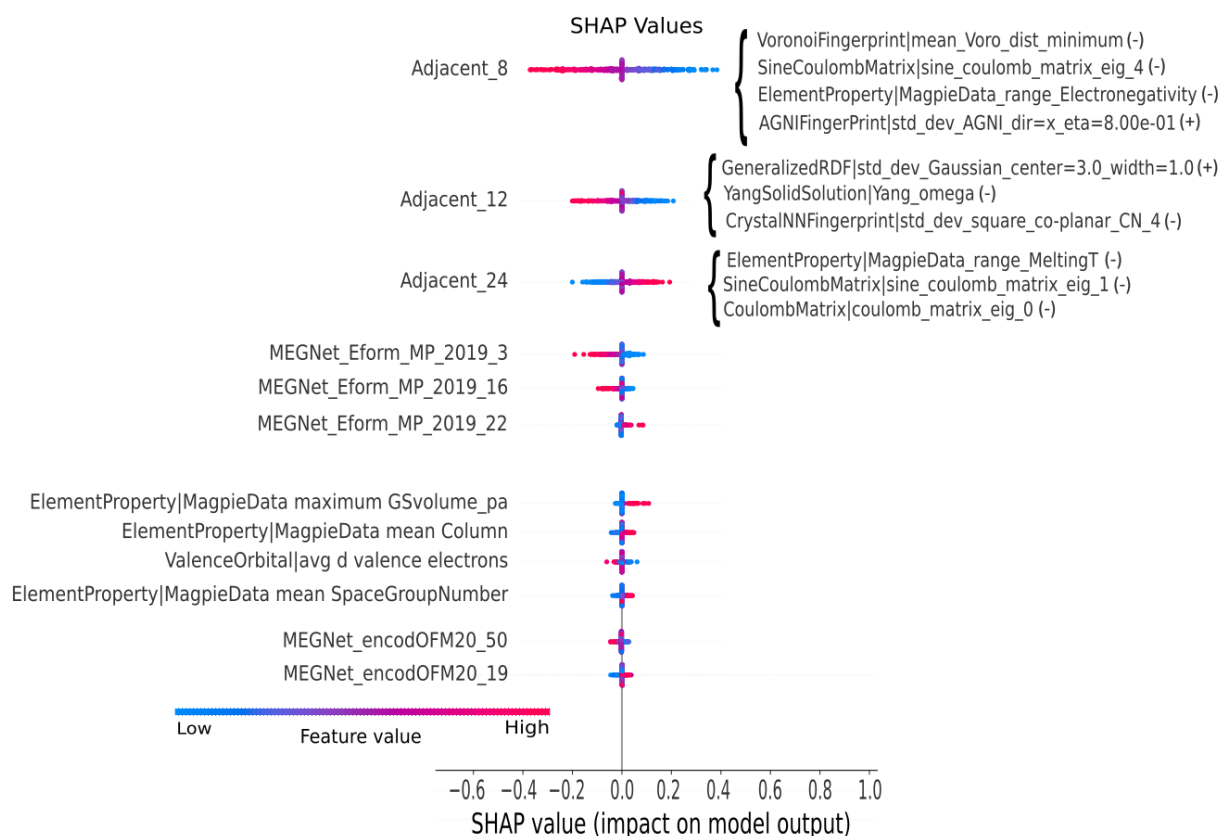 SHAP Values
Adjacent_8
VoronoiFingerprint|mean_Voro_dist_minimum (-)
SineCoulombMatrix|sine_coulomb_matrix_eig_4 (-)
ElementProperty|MagpieData_range_Electronegativity (-)
AGNIFingerPrint|std_dev_AGNI_dir=x_eta=8.00e-01 (+)
Adjacent_12
GeneralizedRDF|std_dev_Gaussian_center=3.0_width=1.0 (+)
YangSolidSolution|Yang_omega (-)
CrystalNNFingerprint|std_dev_square_co-planar_CN_4 (-)
Adjacent_24
ElementProperty|MagpieData_range_MeltingT (-)
SineCoulombMatrix|sine_coulomb_matrix_eig_1 (-)
CoulombMatrix|coulomb_matrix_eig_0 (-)
MEGNet_Eform_MP_2019_3
MEGNet_Eform_MP_2019_16
MEGNet_Eform_MP_2019_22
ElementProperty|MagpieData maximum GSvolume_pa
ElementProperty|MagpieData mean Column
ValenceOrbital|avg d valence electrons
ElementProperty|MagpieData mean SpaceGroupNumber
MEGNet_encodOFM20_50
MEGNet_encodOFM20_19
Low Feature value High
−0.6 −0.4 −0.2 0.0 0.2 0.4 0.6 0.8 1.0
SHAP value (impact on model output)